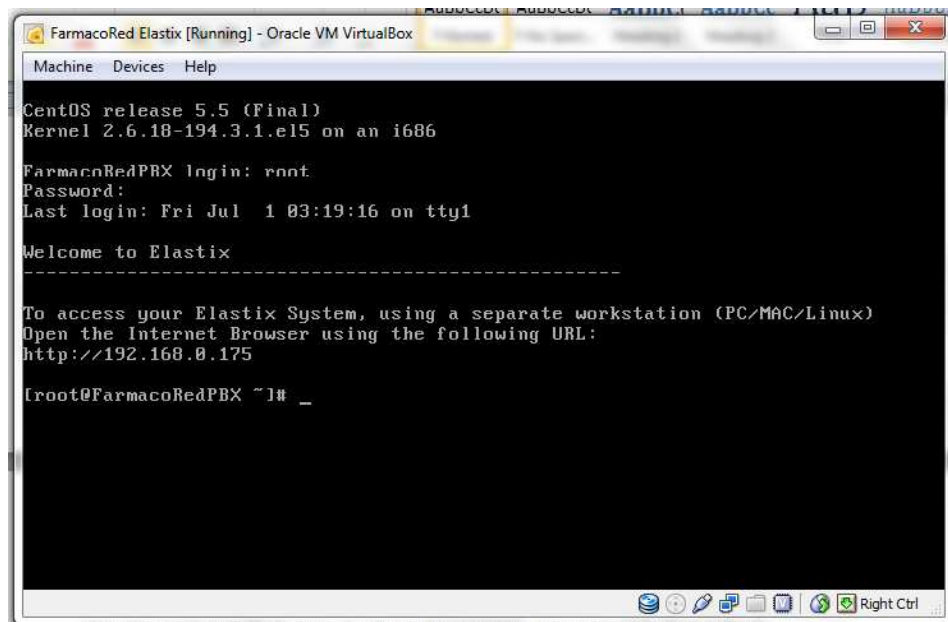 FarmacoRed Elastix [Running] - Oracle VM VirtualBox
Machine Devices Help
CentOS release 5.5 (Final)
Kernel 2.6.18-194.3.1.el5 on an i686
FarmacoRedPBX login: root
Password:
Last login: Fri Jul 1 03:19:16 on tty1
Welcome to Elastix
----------------------------------------------------
To access your Elastix System, using a separate workstation (PC/MAC/Linux)
Open the Internet Browser using the following URL:
http://192.168.0.175
[root@FarmacoRedPBX ~]# _
Right Ctrl